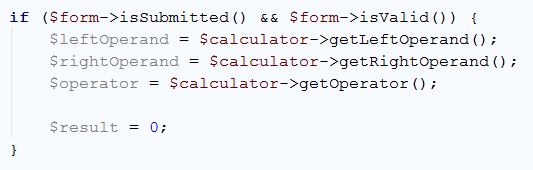 if ($form->isSubmitted() && $form->isValid()) {
    $leftOperand = $calculator->getLeftOperand();
    $rightOperand = $calculator->getRightOperand();
    $operator = $calculator->getOperator();

    $result = 0;
}